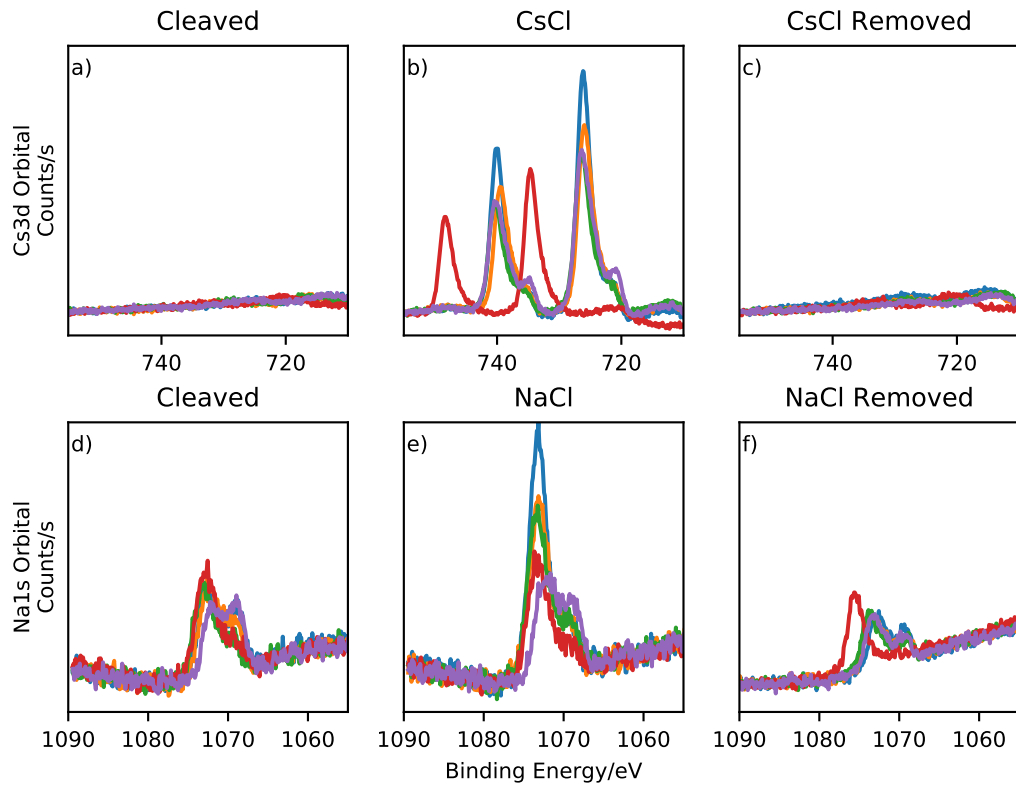 Cleaved
CsCl
CsCl Removed
a)
b)
c)
Cs3d Orbital
Counts/s
740
720
740
720
740
720
Cleaved
NaCl
NaCl Removed
d)
e)
f)
Na1s Orbital
Counts/s
1090
1080
1070
1060
1090
1080
1070
1060
1090
1080
1070
1060
Binding Energy/eV